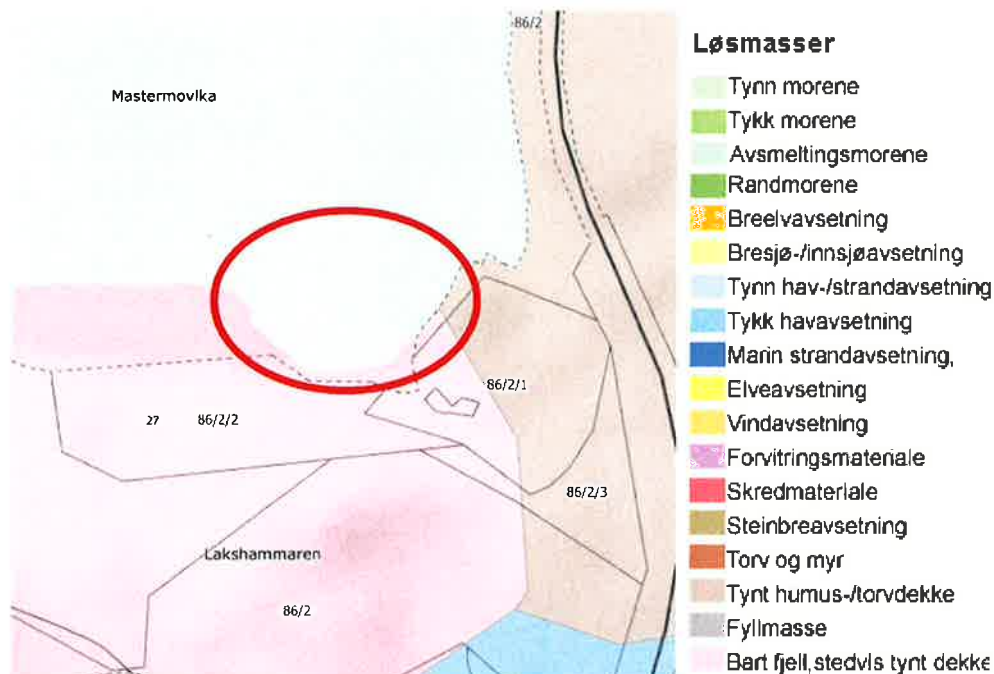 86/2
Mastermovlka
86/2/1
27 86/2/2
86/2/3
Lakshammaren
86/2
Løsmasser
Tynn morene
Tykk morene
Avsmeltingsmorene
Randmorene
Breelvavsetning
Bresjø-/innsjøavsetning
Tynn hav-/strandavsetning
Tykk havavsetning
Marin strandavsetning,
Elveavsetning
Vindavsetning
Forvitringsmateriale
Skredmateriale
Steinbreavsetning
Torv og myr
Tynt humus-/torvdekke
Fyllmasse
Bart fjell, stedvis tynt dekke